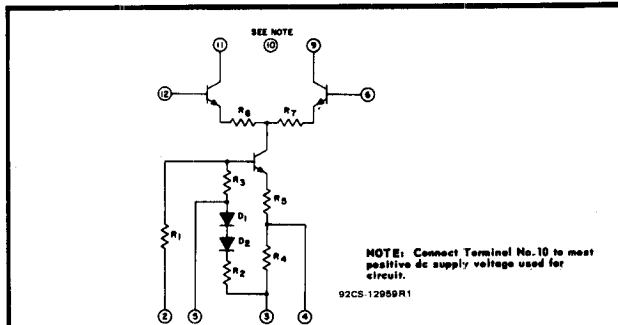 SEE NOTE
11 10 9
12 6
R6 R7
R3
R5
D1
R1
D2
R4
R2
NOTE: Connect Terminal No. 10 to most
positive dc supply voltage used for
circuit.
92CS-12959R1
2 5 3 4